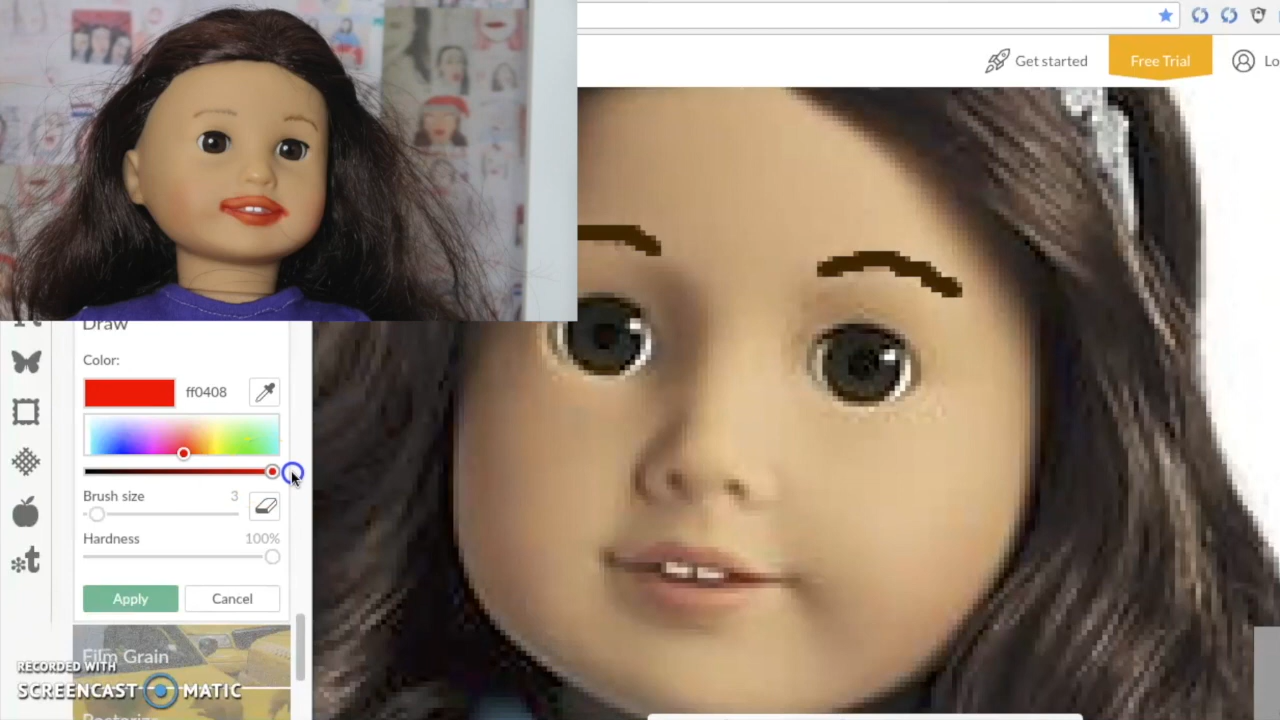 Get started
Free Trial
Lo
Draw
Color:
ff0408
Brush size 3
Hardness 100%
Apply
Cancel
Film Grain
RECORDED WITH
SCREENCAST MATIC
Posterize
t